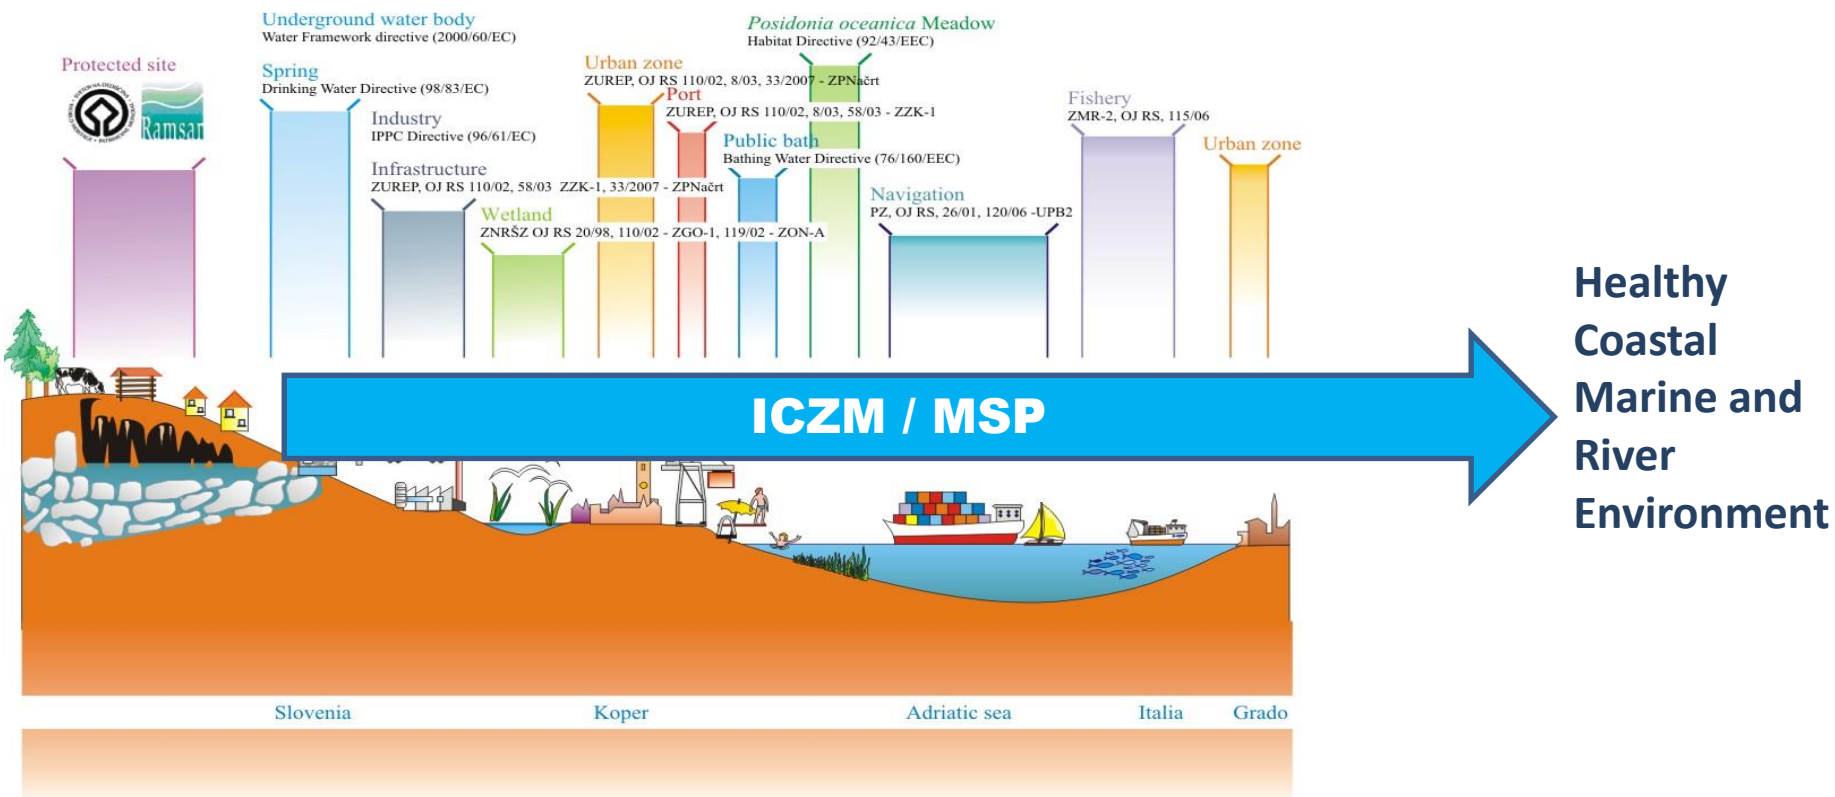 Underground water body
Water Framework directive (2000/60/EC)
Protected site
Ramsar
Spring
Drinking Water Directive (98/83/EC)
Industry
IPPC Directive (96/61/EC)
Infrastructure
ZUREP, OJ RS 110/02, 58/03 ZZK-1, 33/2007 - ZPNačrt
Wetland
ZNRŠZ OJ RS 20/98, 110/02 - ZGO-1, 119/02 - ZON-A
Urban zone
ZUREP, OJ RS 110/02, 8/03, 33/2007 - ZPNačrt
Port
ZUREP, OJ RS 110/02, 8/03, 58/03 - ZZK-1
Public bath
Bathing Water Directive (76/160/EEC)
Posidonia oceanica Meadow
Habitat Directive (92/43/EEC)
Navigation
PZ, OJ RS, 26/01, 120/06 -UPB2
Fishery
ZMR-2, OJ RS, 115/06
Urban zone
ICZM / MSP
Healthy
Coastal
Marine and
River
Environment
Slovenia
Koper
Adriatic sea
Italia
Grado